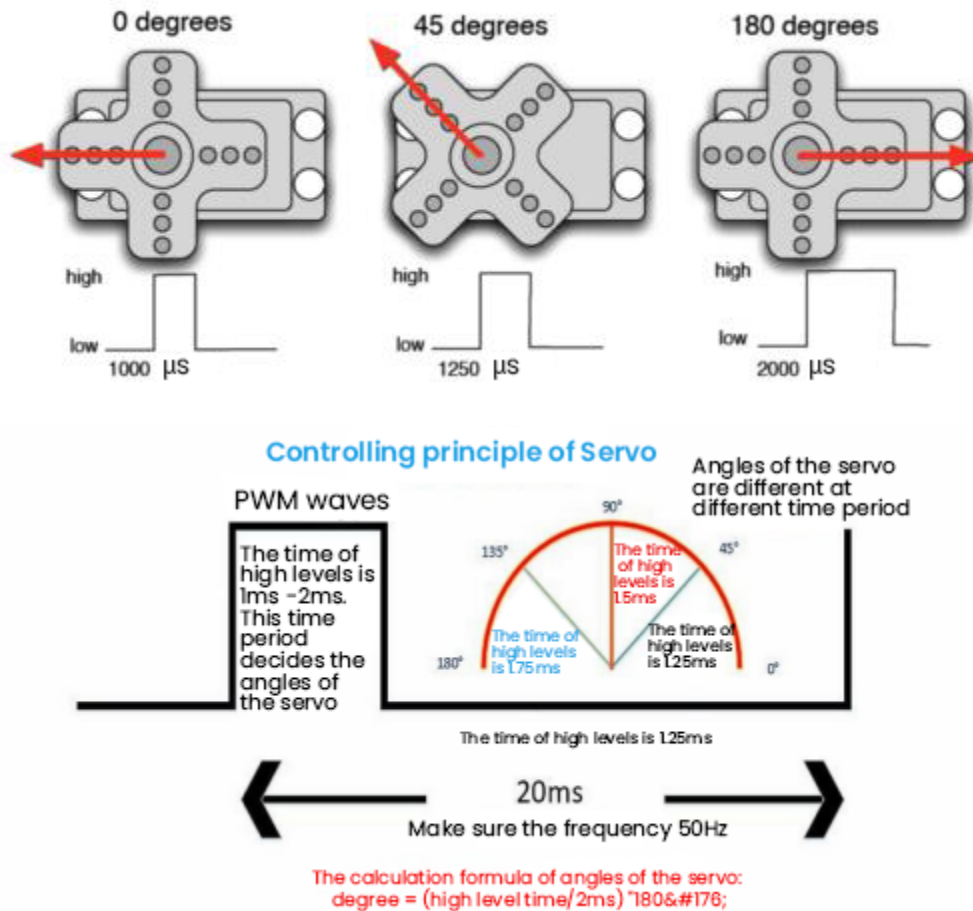 0 degrees
45 degrees
180 degrees
high
low
1000 µs
high
low
1250 µs
high
low
2000 µs
Controlling principle of Servo
PWM waves
The time of
high levels is
1ms -2ms.
This time
period
decides the
angles of
the servo
Angles of the servo
are different at
different time period
90°
135°
45°
180°
0°
The time
of high
levels is
1.5ms
The time of
high levels
is 1.75ms
The time of
high levels
is 1.25ms
The time of high levels is 1.25ms
20ms
Make sure the frequency 50Hz
The calculation formula of angles of the servo:
degree = (high level time/2ms) "180&#176;